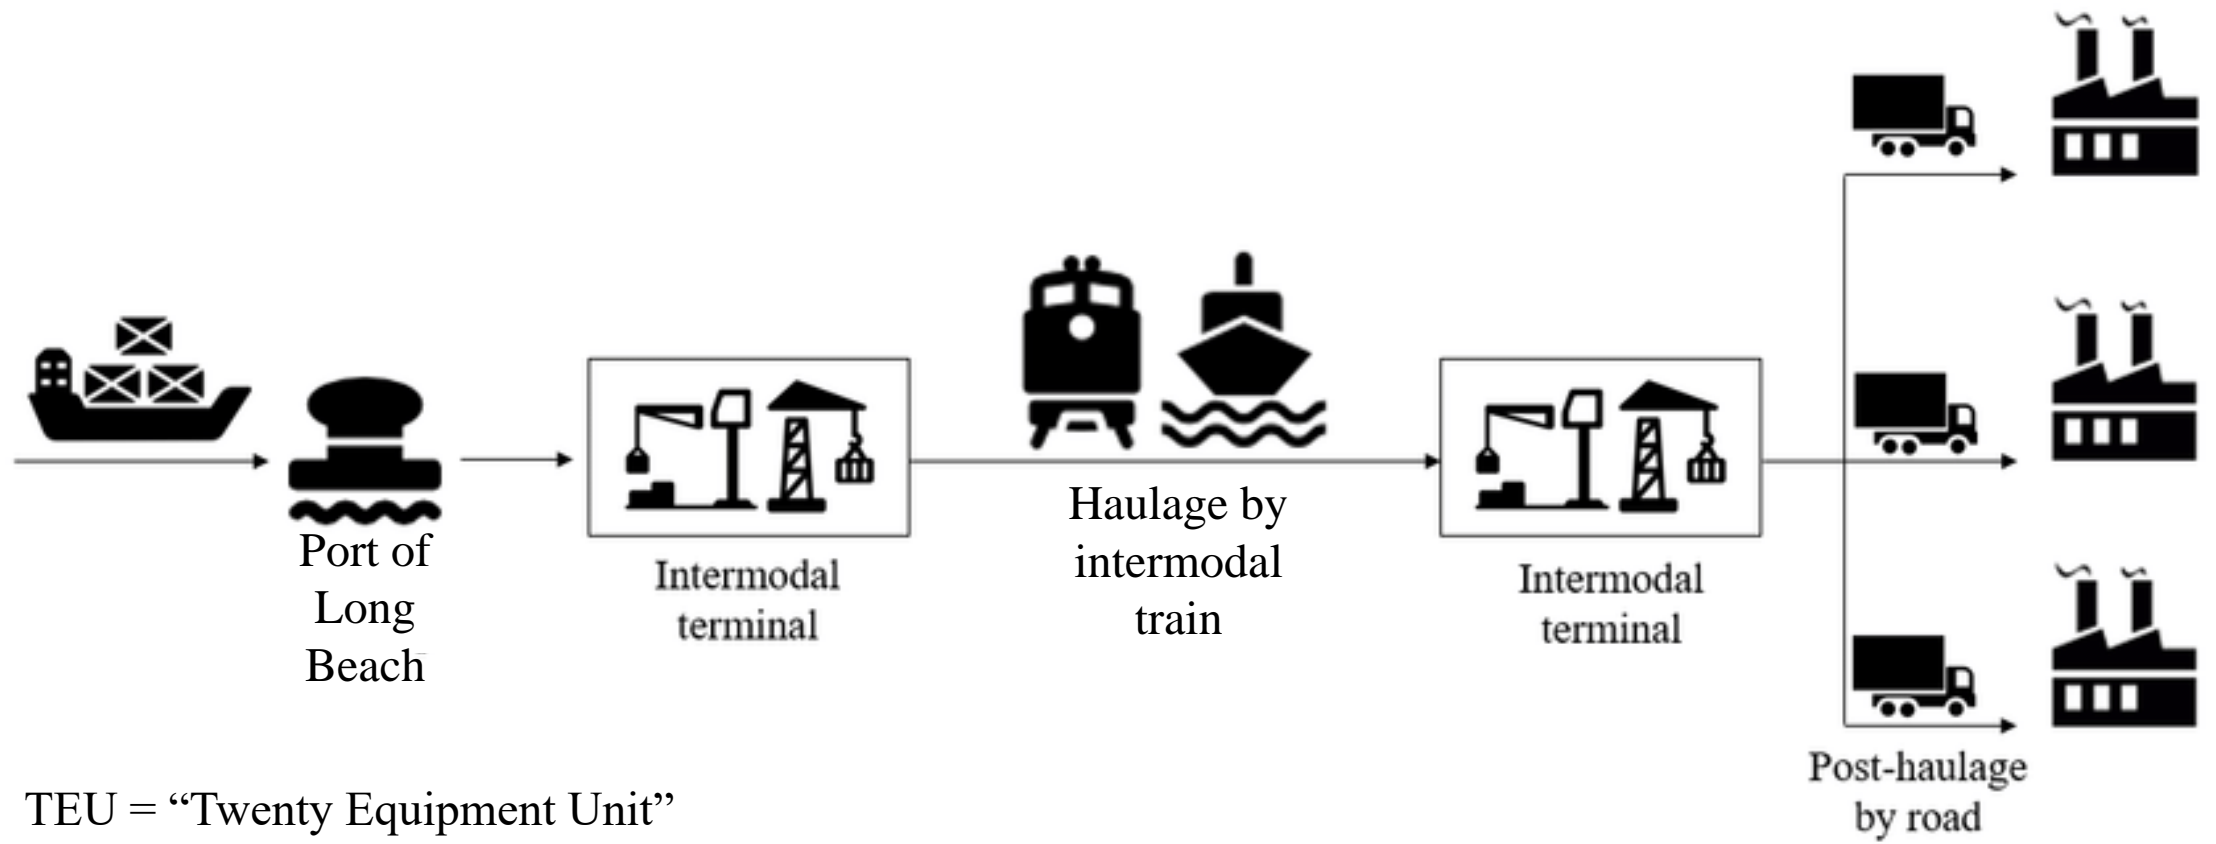 Port of
Long
Beach
Intermodal
terminal
Haulage by
intermodal
train
Intermodal
terminal
Post-haulage
by road
TEU = “Twenty Equipment Unit”